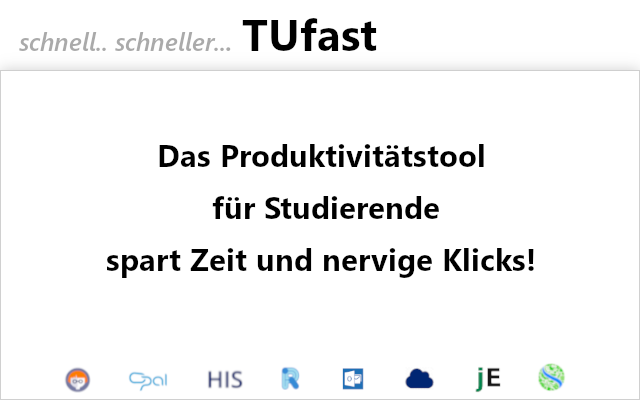 schnell.. schneller... TUfast
Das Produktivitätstool
für Studierende
spart Zeit und nervige Klicks!
Opal HIS R jE